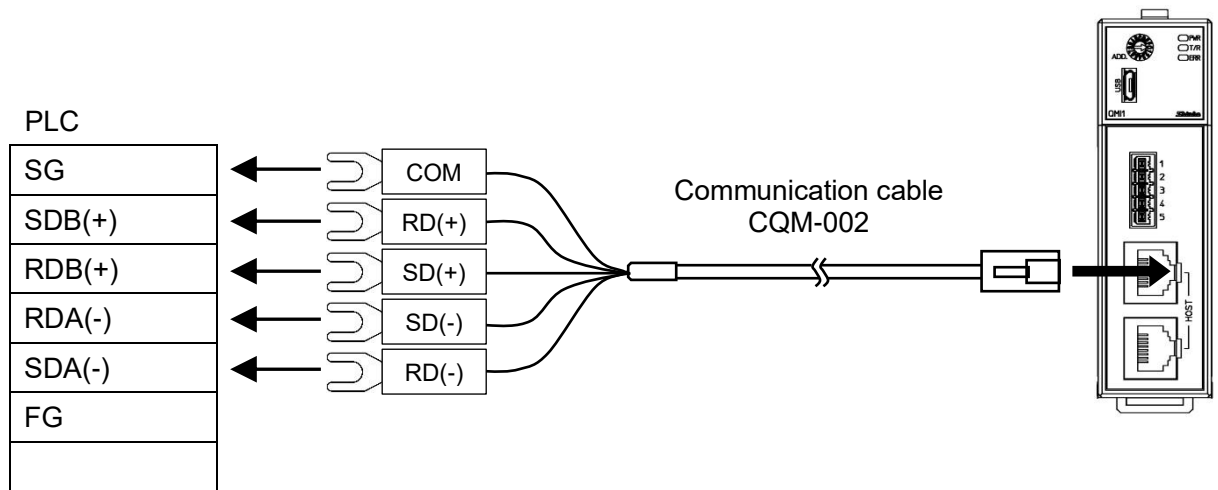 PLC
SG
SDB(+)
RDB(+)
RDA(-)
SDA(-)
FG
COM
RD(+)
SD(+)
SD(-)
RD(-)
Communication cable
CQM-002
PWR
T/R
ERR
ADD.
USB
QMI1
Shinko
1
2
3
4
5
HOST